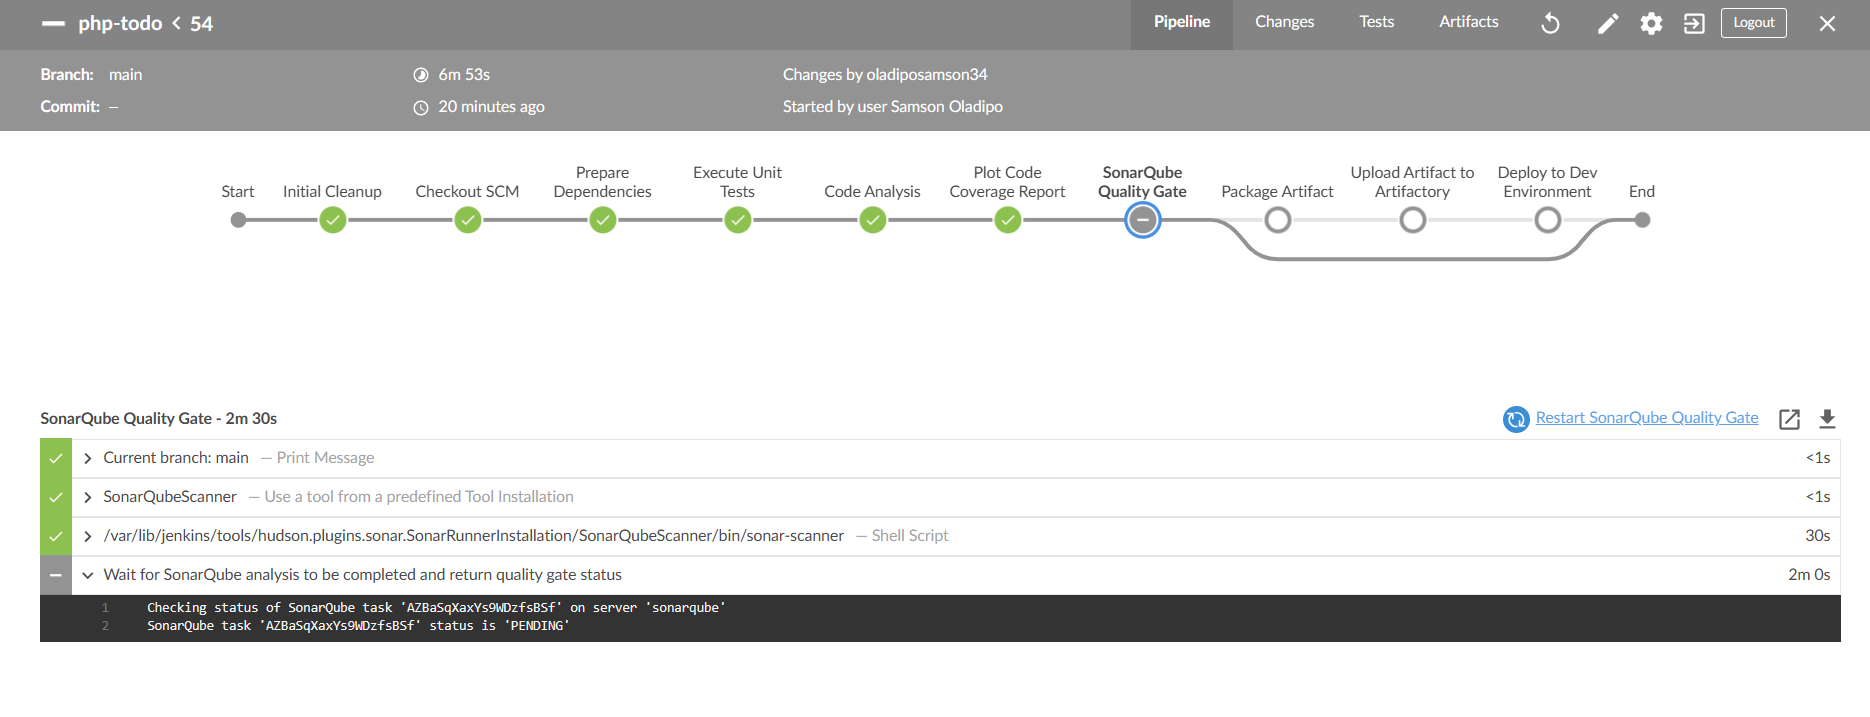 php-todo < 54
Pipeline
Changes
Tests
Artifacts
Logout
Branch: main
6m 53s
Changes by oladiposamson34
Commit: –
20 minutes ago
Started by user Samson Oladipo
Start
Initial Cleanup
Checkout SCM
Prepare
Dependencies
Execute Unit
Tests
Code Analysis
Plot Code
Coverage Report
SonarQube
Quality Gate
Package Artifact
Upload Artifact to
Artifactory
Deploy to Dev
Environment
End
SonarQube Quality Gate - 2m 30s
Restart SonarQube Quality Gate
Current branch: main — Print Message <1s
SonarQubeScanner — Use a tool from a predefined Tool Installation <1s
/var/lib/jenkins/tools/hudson.plugins.sonar.SonarRunnerInstallation/SonarQubeScanner/bin/sonar-scanner — Shell Script 30s
Wait for SonarQube analysis to be completed and return quality gate status 2m 0s
1 Checking status of SonarQube task 'AZBaSqXaxYs9WDzfsBSf' on server 'sonarqube'
2 SonarQube task 'AZBaSqXaxYs9WDzfsBSf' status is 'PENDING'